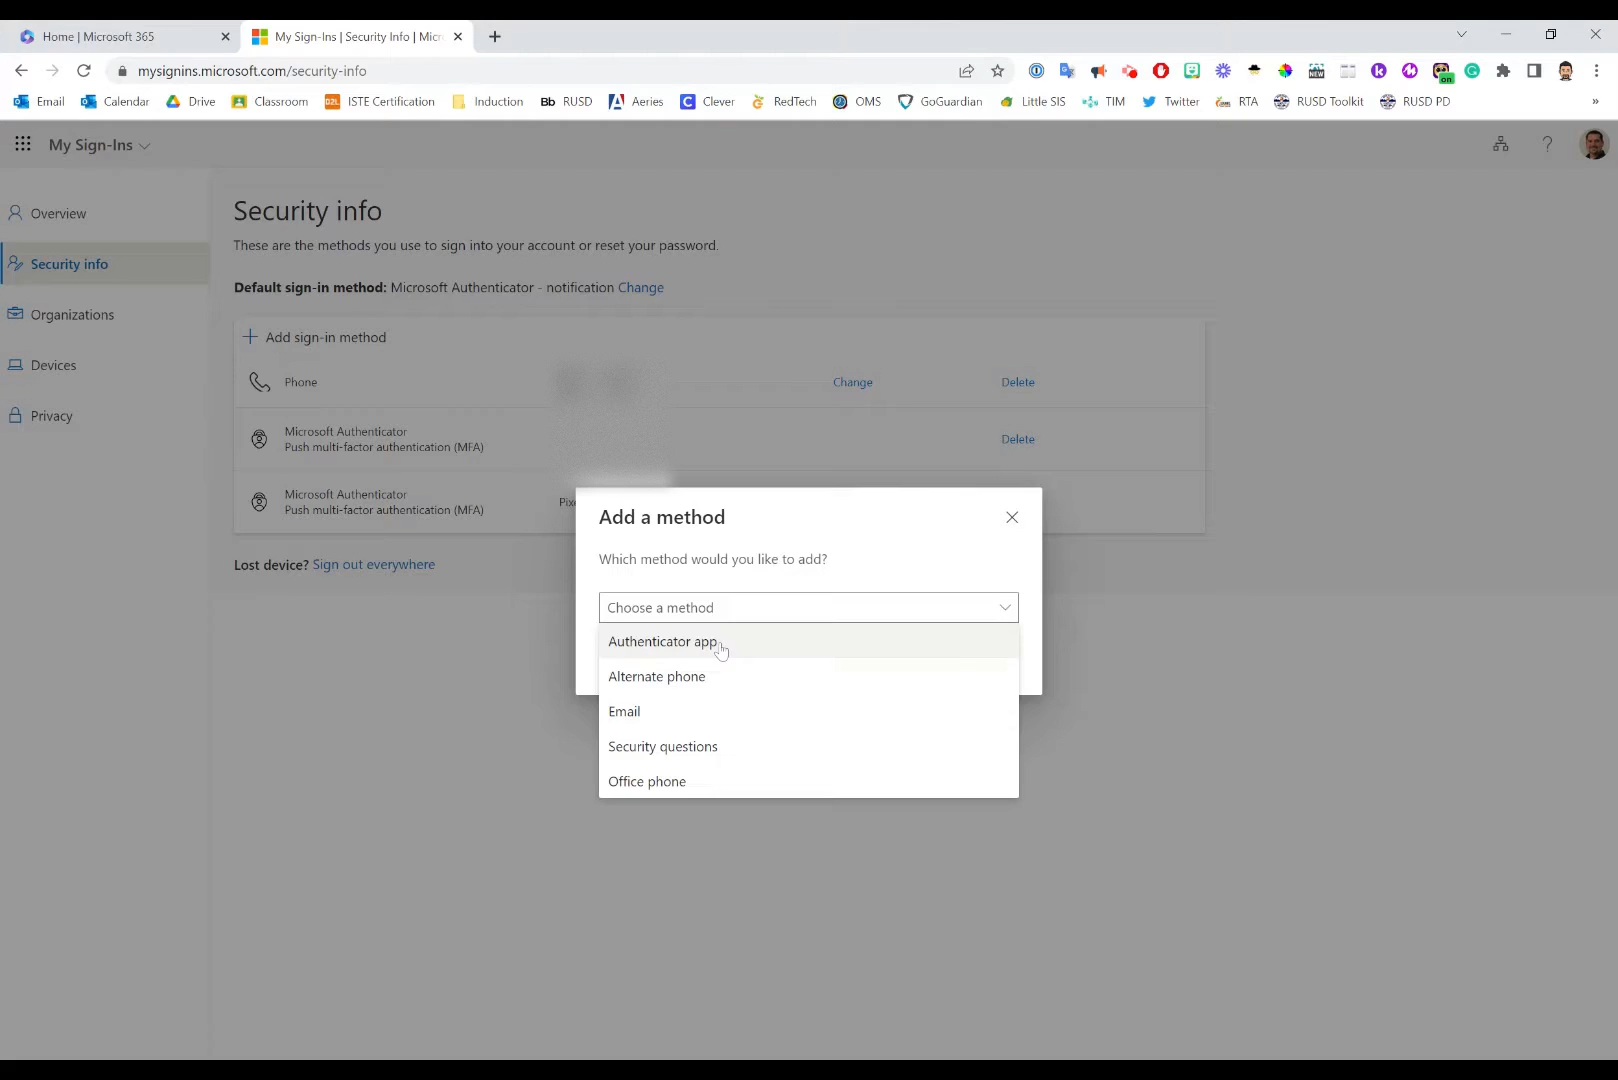 Home | Microsoft 365
My Sign-Ins | Security Info | Micr
mysignins.microsoft.com/security-info
Email
Calendar
Drive
Classroom
D2L
ISTE Certification
Induction
Bb
RUSD
Aeries
Clever
RedTech
OMS
GoGuardian
Little SIS
TIM
Twitter
RTA
RUSD Toolkit
RUSD PD
»
NEW
on
My Sign-Ins
?
Overview
Security info
Organizations
Devices
Privacy
Security info
These are the methods you use to sign into your account or reset your password.
Default sign-in method: Microsoft Authenticator - notification Change
Add sign-in method
Phone
Change
Delete
Microsoft Authenticator
Push multi-factor authentication (MFA)
Delete
Microsoft Authenticator
Push multi-factor authentication (MFA)
Lost device? Sign out everywhere
Add a method
Which method would you like to add?
Choose a method
Authenticator app
Alternate phone
Email
Security questions
Office phone